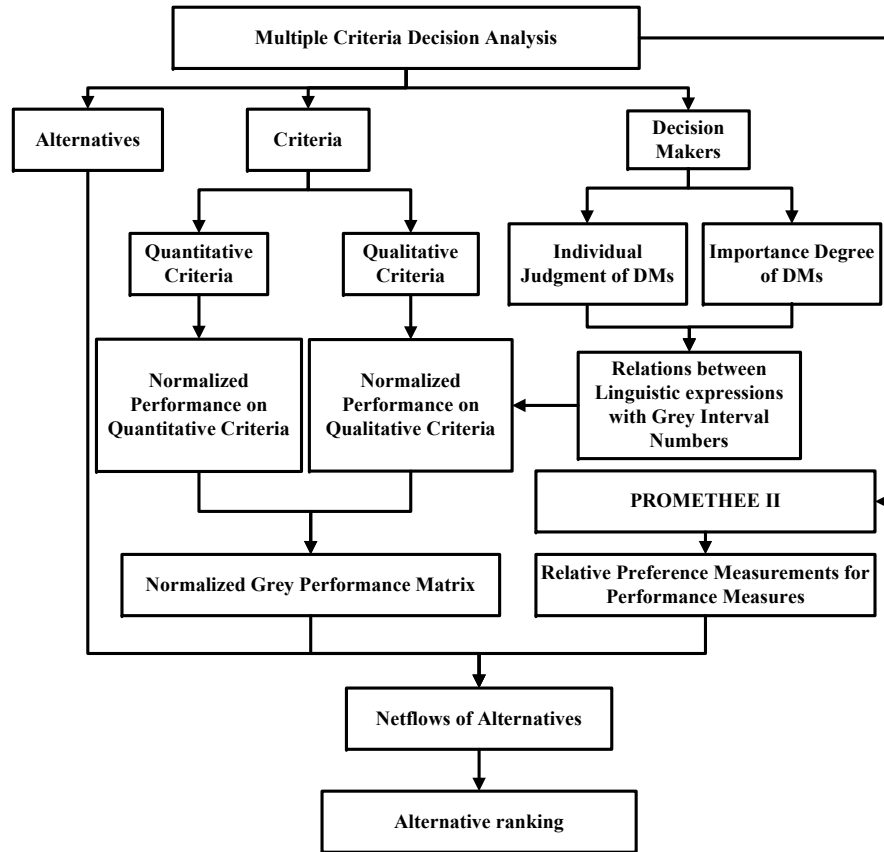 Multiple Criteria Decision Analysis
Alternatives
Criteria
Decision
Makers
Quantitative
Criteria
Qualitative
Criteria
Individual
Judgment of DMs
Importance Degree
of DMs
Normalized
Performance on
Quantitative Criteria
Normalized
Performance on
Qualitative Criteria
Relations between
Linguistic expressions
with Grey Interval
Numbers
PROMETHEE II
Normalized Grey Performance Matrix
Relative Preference Measurements for
Performance Measures
Netflows of Alternatives
Alternative ranking